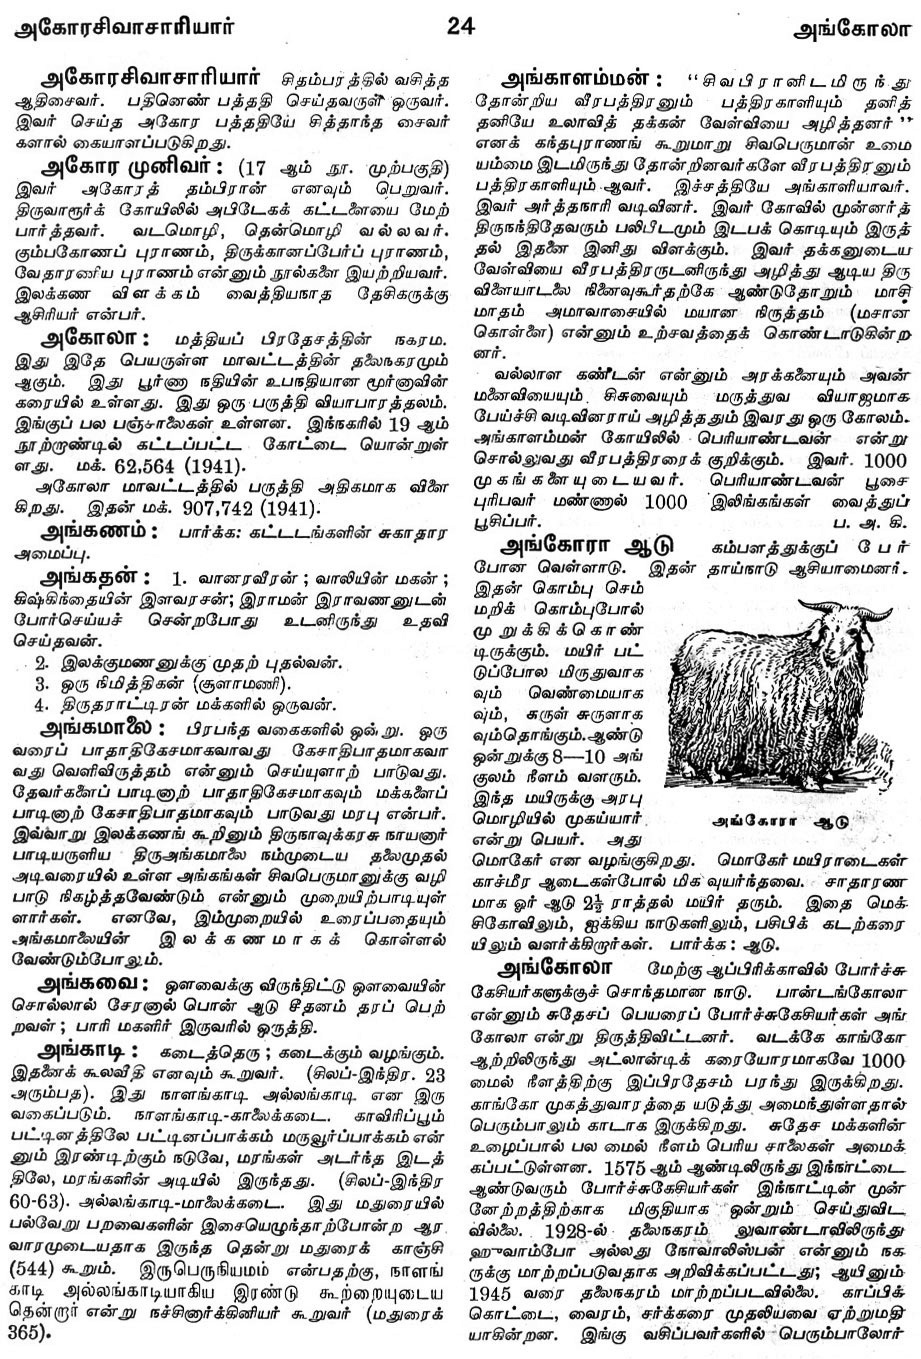 அகோரசிவாசாரியார்
24
அங்கோலா
அகோரசிவாசாரியார் சிதம்பரத்தில் வசித்த
ஆதிசைவர். பதினெண் பத்ததி செய்தவருள் ஒருவர்.
இவர் செய்த அகோர பத்ததியே சித்தாந்த சைவர்
களால் கையாளப்படுகிறது.
அகோர முனிவர் : (17 ஆம் நூ. முற்பகுதி)
இவர் அகோரத் தம்பிரான் எனவும் பெறுவர்.
திருவாரூர்க் கோயிலில் அபிடேகக் கட்டளையை மேற்
பார்த்தவர். வடமொழி, தென்மொழி வல்லவர்.
கும்பகோணப் புராணம், திருக்கானப்பேர்ப் புராணம்,
வேதாரணிய புராணம் என்னும் நூல்களை இயற்றியவர்.
இலக்கண விளக்கம் வைத்தியநாத தேசிகருக்கு
ஆசிரியர் என்பர்.
அகோலா : மத்தியப் பிரதேசத்தின் நகரம.
இது இதே பெயருள்ள மாவட்டத்தின் தலைநகரமும்
ஆகும். இது பூர்ணா நதியின் உபநதியான மூர்னாவின்
கரையில் உள்ளது. இது ஒரு பருத்தி வியாபாரத்தலம்.
இங்குப் பல பஞ்சாலைகள் உள்ளன. இந்நகரில் 19 ஆம்
நூற்றாண்டில் கட்டப்பட்ட கோட்டை யொன்றுள்
ளது. மக். 62,564 (1941).
அகோலா மாவட்டத்தில் பருத்தி அதிகமாக விளை
கிறது. இதன் மக். 907,742 (1941).
அங்கணம் : பார்க்க: கட்டடங்களின் சுகாதார
அமைப்பு.
அங்கதன் : 1. வானரவீரன் ; வாலியின் மகன் ;
கிஷ்கிந்தையின் இளவரசன்; இராமன் இராவணனுடன்
போர்செய்யச் சென்றபோது உடனிருந்து உதவி
செய்தவன்.
2. இலக்குமணனுக்கு முதற் புதல்வன்.
3. ஒரு நிமித்திகன் (சூளாமணி).
4. திருதராட்டிரன் மக்களில் ஒருவன்.
அங்கமாலை : பிரபந்த வகைகளில் ஒன்று. ஒரு
வரைப் பாதாதிகேசமாகவாவது கேசாதிபாதமாகவா
வது வெளிவிருத்தம் என்னும் செய்யுளாற் பாடுவது.
தேவர்களைப் பாடினாற் பாதாதிகேசமாகவும் மக்களைப்
பாடினாற் கேசாதிபாதமாகவும் பாடுவது மரபு என்பர்.
இவ்வாறு இலக்கணங் கூறினும் திருநாவுக்கரசு நாயனார்
பாடியருளிய திருஅங்கமாலை நம்முடைய தலைமுதல்
அடிவரையில் உள்ள அங்கங்கள் சிவபெருமானுக்கு வழி
பாடு நிகழ்த்தவேண்டும் என்னும் முறையிற்பாடியுள்
ளார்கள். எனவே, இம்முறையில் உரைப்பதையும்
அங்கமாலையின் இலக்கணமாகக் கொள்ளல்
வேண்டும்போலும்.
அங்கவை : ஔவைக்கு விருந்திட்டு ஔவையின்
சொல்லால் சேரனால் பொன் ஆடு சீதனம் தரப் பெற்
றவள் ; பாரி மகளிர் இருவரில் ஒருத்தி.
அங்காடி : கடைத்தெரு ; கடைக்கும் வழங்கும்.
இதனைக் கூலவீதி எனவும் கூறுவர். (சிலப்-இந்திர. 23
அரும்பத). இது நாளங்காடி அல்லங்காடி என இரு
வகைப்படும். நாளங்காடி-காலைக்கடை. காவிரிப்பூம்
பட்டினத்திலே பட்டினப்பாக்கம் மருவூர்ப்பாக்கம் என்
னும் இரண்டிற்கும் நடுவே, மரங்கள் அடர்ந்த இடத்
திலே, மரங்களின் அடியில் இருந்தது. (சிலப்-இந்திர
60-63). அல்லங்காடி-மாலைக்கடை. இது மதுரையில்
பல்வேறு பறவைகளின் இசையெழுந்தாற்போன்ற ஆர
வாரமுடையதாக இருந்த தென்று மதுரைக் காஞ்சி
(544) கூறும். இருபெருநியமம் என்பதற்கு, நாளங்
காடி அல்லங்காடியாகிய இரண்டு கூற்றையுடைய
தென்றார் என்று நச்சினார்க்கினியர் கூறுவர் (மதுரைக்
365).
அங்காளம்மன் : "சிவபிரானிடமிருந்து
தோன்றிய வீரபத்திரனும் பத்திரகாளியும் தனித்
தனியே உலாவித் தக்கன் வேள்வியை அழித்தனர்"
எனக் கந்தபுராணங் கூறுமாறு சிவபெருமான் உமை
யம்மை இடமிருந்து தோன்றினவர்களே வீரபத்திரனும்
பத்திரகாளியும் ஆவர். இச்சத்தியே அங்காளியாவர்.
இவர் அர்த்தநாரி வடிவினர். இவர் கோவில் முன்னர்த்
திருநந்திதேவரும் பலிபீடமும் இடபக் கொடியும் இருத்
தல் இதனை இனிது விளக்கும். இவர் தக்கனுடைய
வேள்வியை வீரபத்திரருடனிருந்து அழித்து ஆடிய திரு
விளையாடலை நினைவுகூர்தற்கே ஆண்டுதோறும் மாசி
மாதம் அமாவாசையில் மயான நிருத்தம் (மசான
கொள்ளை) என்னும் உற்சவத்தைக் கொண்டாடுகின்ற
னர்.
வல்லாள கண்டன் என்னும் அரக்கனையும் அவன்
மனைவியையும் சிசுவையும் மருத்துவ வியாஜமாக
பேய்ச்சி வடிவினராய் அழித்ததும் இவரது ஒரு கோலம்.
அங்காளம்மன் கோயிலில் பெரியாண்டவன் என்று
சொல்லுவது வீரபத்திரரைக் குறிக்கும். இவர் 1000
முகங்களையுடையவர். பெரியாண்டவன் பூசை
புரிபவர் மண்ணால் 1000 இலிங்கங்கள் வைத்துப்
பூசிப்பர். ப. அ. கி.
அங்கோரா ஆடு கம்பளத்துக்குப் பேர்
போன வெள்ளாடு. இதன் தாய்நாடு ஆசியாமைனர்.
இதன் கொம்பு செம்
மறிக் கொம்புபோல்
முறுக்கிக்கொண்
டிருக்கும். மயிர் பட்
டுப்போல மிருதுவாக
வும் வெண்மையாக
வும், சுருள் சுருளாக
வும்தொங்கும். ஆண்டு
ஒன்றுக்கு 8—10 அங்
குலம் நீளம் வளரும்.
இந்த மயிருக்கு அரபு
மொழியில் முகய்யார்
என்று பெயர். அது
அங்கோரா ஆடு
மொகேர் என வழங்குகிறது. மொகேர் மயிராடைகள்
காச்மீர ஆடைகள்போல் மிக வுயர்ந்தவை. சாதாரண
மாக ஓர் ஆடு 2½ ராத்தல் மயிர் தரும். இதை மெக்
சிகோவிலும், ஐக்கிய நாடுகளிலும், பசிபிக் கடற்கரை
யிலும் வளர்க்கிறார்கள். பார்க்க : ஆடு.
அங்கோலா மேற்கு ஆப்பிரிக்காவில் போர்ச்சு
கேசியர்களுக்குச் சொந்தமான நாடு. பான்டங்கோலா
என்னும் சுதேசப் பெயரைப் போர்ச்சுகேசியர்கள் அங்
கோலா என்று திருத்திவிட்டனர். வடக்கே காங்கோ
ஆற்றிலிருந்து அட்லான்டிக் கரையோரமாகவே 1000
மைல் நீளத்திற்கு இப்பிரதேசம் பரந்து இருக்கிறது.
காங்கோ முகத்துவாரத்தை யடுத்து அமைந்துள்ளதால்
பெரும்பாலும் காடாக இருக்கிறது. சுதேச மக்களின்
உழைப்பால் பல மைல் நீளம் பெரிய சாலைகள் அமைக்
கப்பட்டுள்ளன. 1575 ஆம் ஆண்டிலிருந்து இந்நாட்டை
ஆண்டுவரும் போர்ச்சுகேசியர்கள் இந்நாட்டின் முன்
னேற்றத்திற்காக மிகுதியாக ஒன்றும் செய்துவிட
வில்லை. 1928-ல் தலைநகரம் லுவாண்டாவிலிருந்து
ஹுவாம்போ அல்லது நோவாலிஸ்பன் என்னும் நக
ருக்கு மாற்றப்படுவதாக அறிவிக்கப்பட்டது; ஆயினும்
1945 வரை தலைநகரம் மாற்றப்படவில்லை. காப்பிக்
கொட்டை, வைரம், சர்க்கரை முதலியவை ஏற்றுமதி
யாகின்றன. இங்கு வசிப்பவர்களில் பெரும்பாலோர்